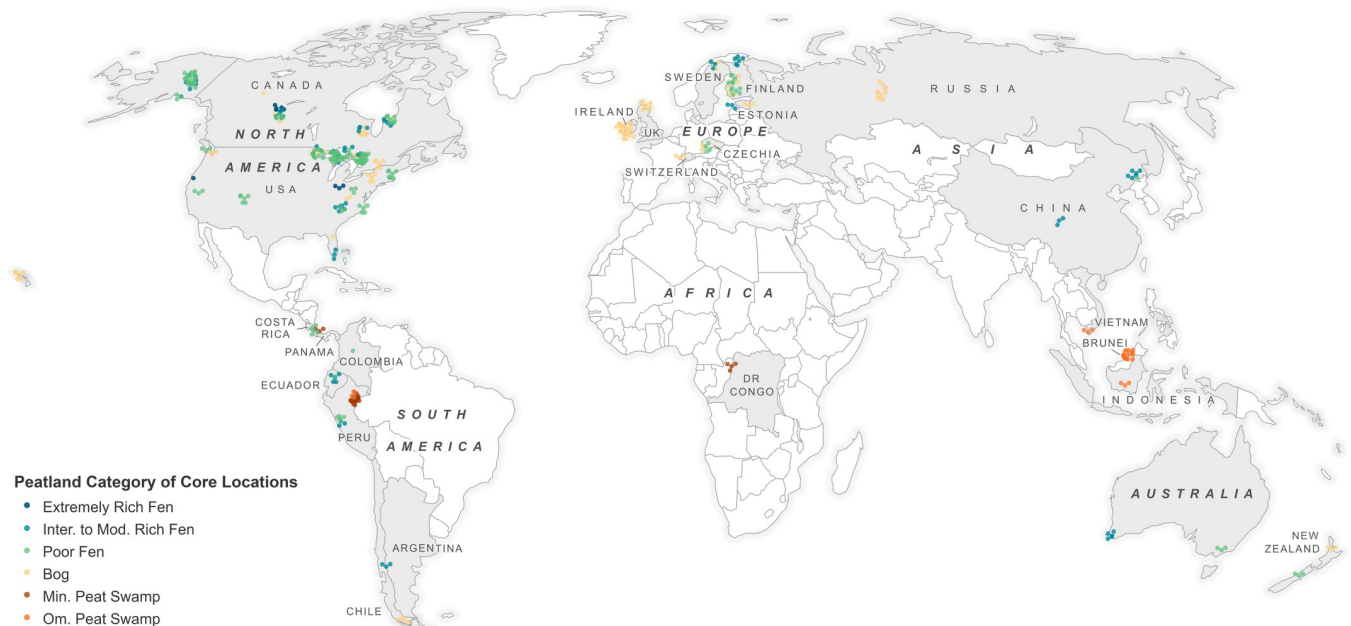 CANADA
NORTH
AMERICA
USA
SWEDEN
FINLAND
RUSSIA
IRELAND
ESTONIA
UK
EUROPE
CZECHIA
SWITZERLAND
ASIA
CHINA
AFRICA
COSTA
RICA
PANAMA
COLOMBIA
ECUADOR
VIETNAM
BRUNEI
DR
CONGO
INDONESIA
SOUTH
AMERICA
PERU
AUSTRALIA
NEW
ZEALAND
ARGENTINA
CHILE
Peatland Category of Core Locations
Extremely Rich Fen
Inter. to Mod. Rich Fen
Poor Fen
Bog
Min. Peat Swamp
Om. Peat Swamp